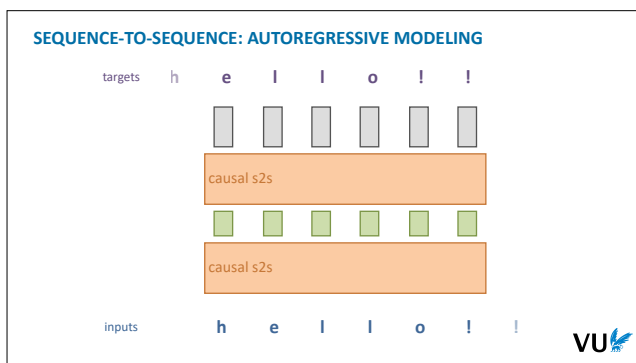 SEQUENCE-TO-SEQUENCE: AUTOREGRESSIVE MODELING
targets h e l l o ! !
causal s2s
causal s2s
inputs h e l l o ! !
VU